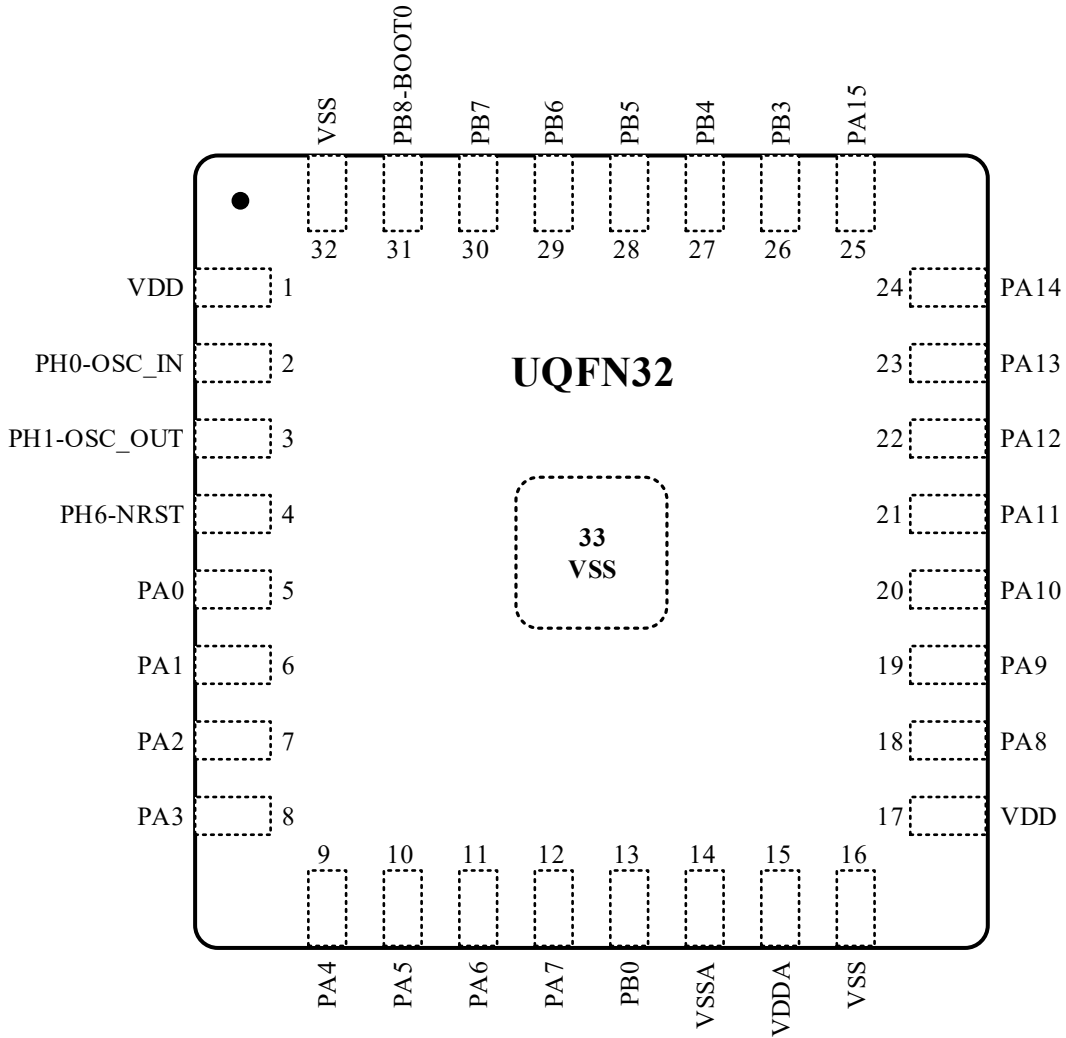 VSS
PB8-BOOT0
PB7
PB6
PB5
PB4
PB3
PA15
32 31 30 29 28 27 26 25
VDD 1 24 PA14
PH0-OSC_IN 2 UQFN32 23 PA13
PH1-OSC_OUT 3 22 PA12
PH6-NRST 4 21 PA11
33
VSS
PA0 5 20 PA10
PA1 6 19 PA9
PA2 7 18 PA8
PA3 8 17 VDD
9 10 11 12 13 14 15 16
PA4
PA5
PA6
PA7
PB0
VSSA
VDDA
VSS